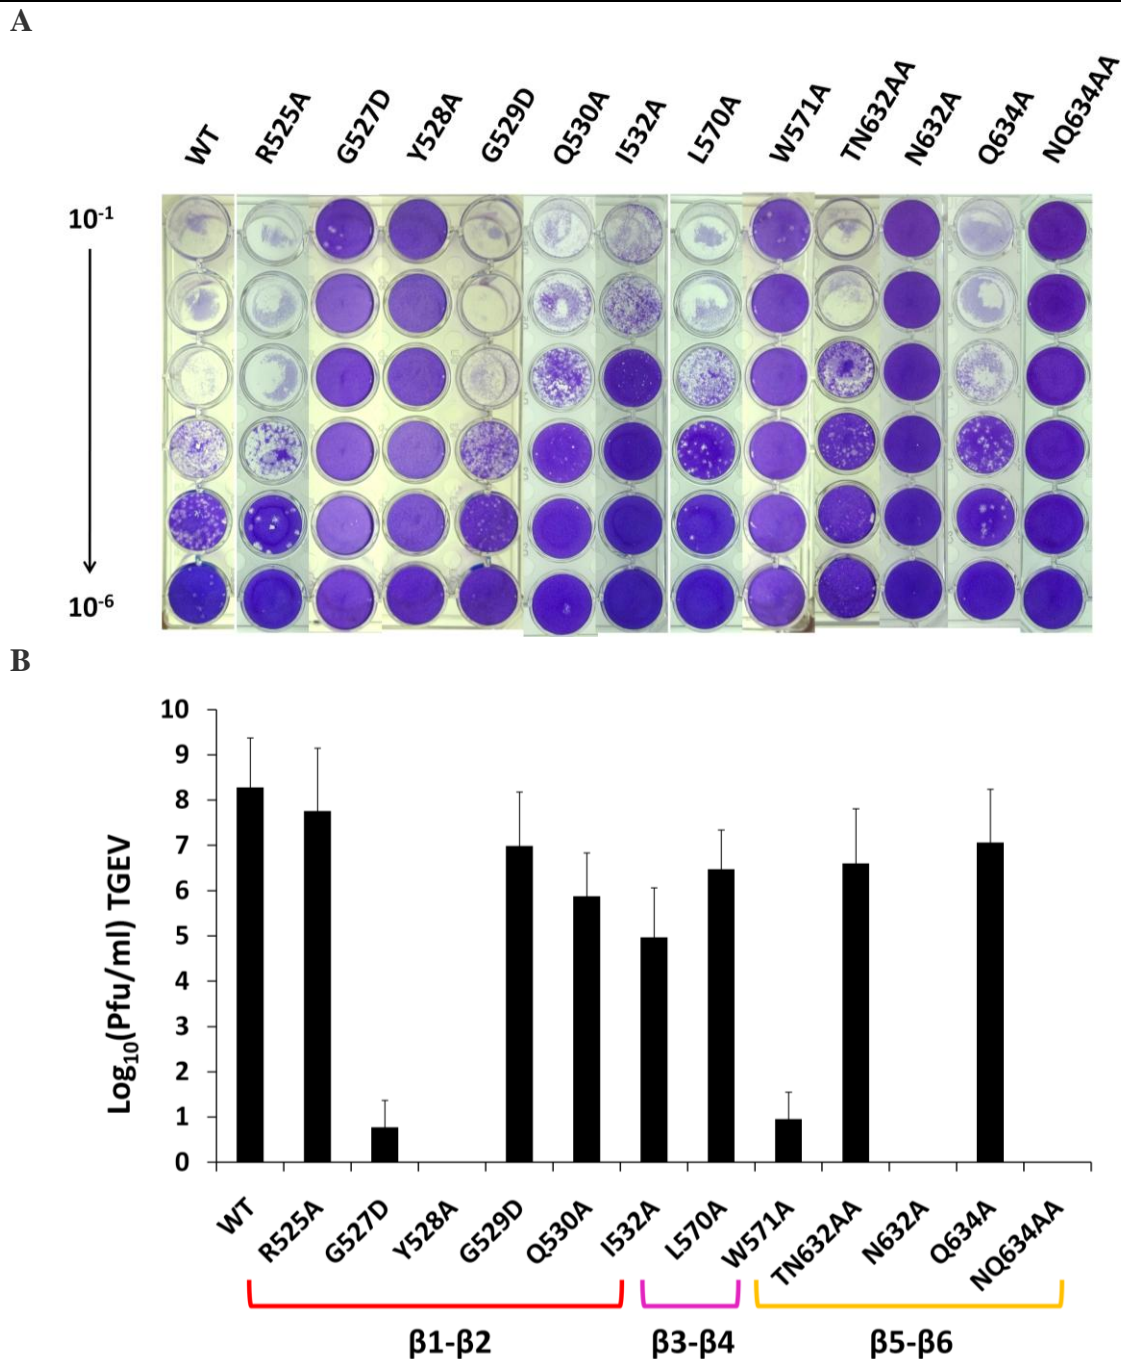 A
WT R525A G527D Y528A G529D Q530A I532A L570A W571A TN632AA N632A Q634A NQ634AA
10⁻¹
10⁻⁶
B
Log₁₀(Pfu/ml) TGEV
10
9
8
7
6
5
4
3
2
1
0
WT R525A G527D Y528A G529D Q530A I532A L570A W571A TN632AA N632A Q634A NQ634AA
β1-β2 β3-β4 β5-β6